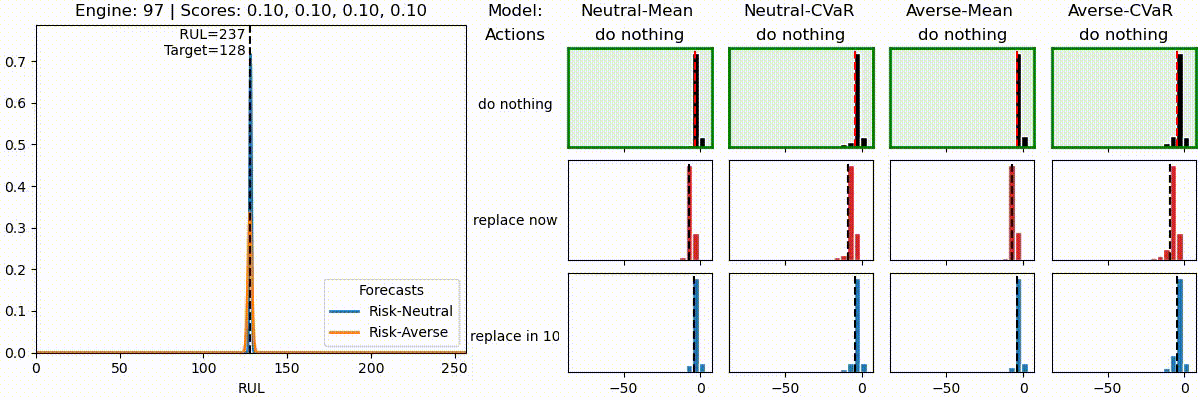 Engine: 97 | Scores: 0.10, 0.10, 0.10, 0.10
Model:
Neutral-Mean
Neutral-CVaR
Averse-Mean
Averse-CVaR
Actions
do nothing
do nothing
do nothing
do nothing
RUL=237
Target=128
0.7
0.6
0.5
0.4
0.3
0.2
0.1
0.0
Forecasts
Risk-Neutral
Risk-Averse
0
50
100
150
200
250
RUL
do nothing
replace now
replace in 10
−50
0
−50
0
−50
0
−50
0